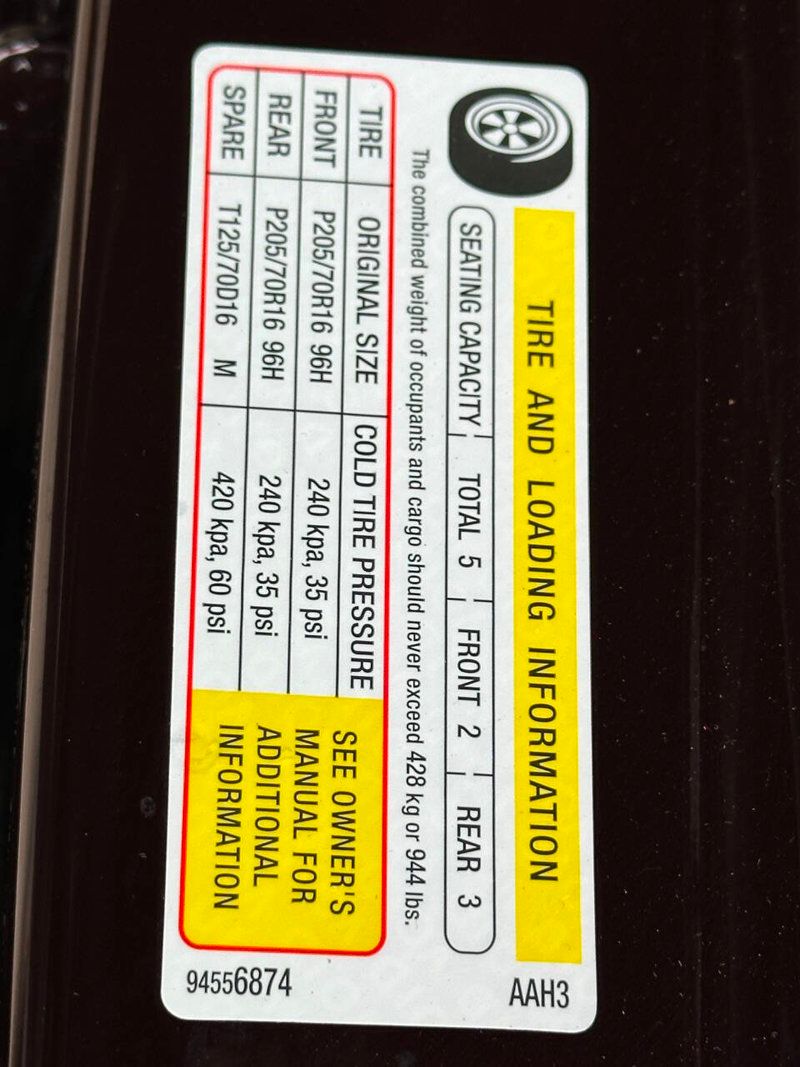 TIRE AND LOADING INFORMATION
SEATING CAPACITY TOTAL 5 FRONT 2 REAR 3
The combined weight of occupants and cargo should never exceed 428 kg or 944 lbs.
TIRE ORIGINAL SIZE COLD TIRE PRESSURE
FRONT P205/70R16 96H 240 kpa, 35 psi
REAR P205/70R16 96H 240 kpa, 35 psi
SPARE T125/70D16 M 420 kpa, 60 psi
SEE OWNER'S
MANUAL FOR
ADDITIONAL
INFORMATION
AAH3
94556874